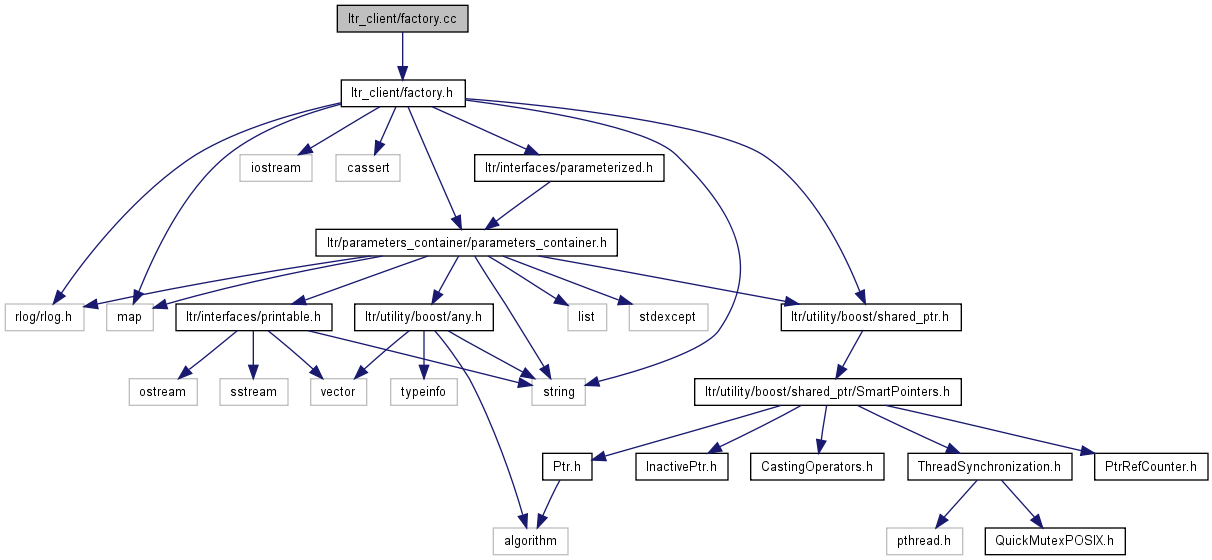 ltr_client/factory.cc
ltr_client/factory.h
iostream
cassert
ltr/interfaces/parameterized.h
ltr/parameters_container/parameters_container.h
rlog/rlog.h
map
ltr/interfaces/printable.h
ltr/utility/boost/any.h
list
stdexcept
ltr/utility/boost/shared_ptr.h
ostream
sstream
vector
typeinfo
string
ltr/utility/boost/shared_ptr/SmartPointers.h
Ptr.h
InactivePtr.h
CastingOperators.h
ThreadSynchronization.h
PtrRefCounter.h
algorithm
pthread.h
QuickMutexPOSIX.h